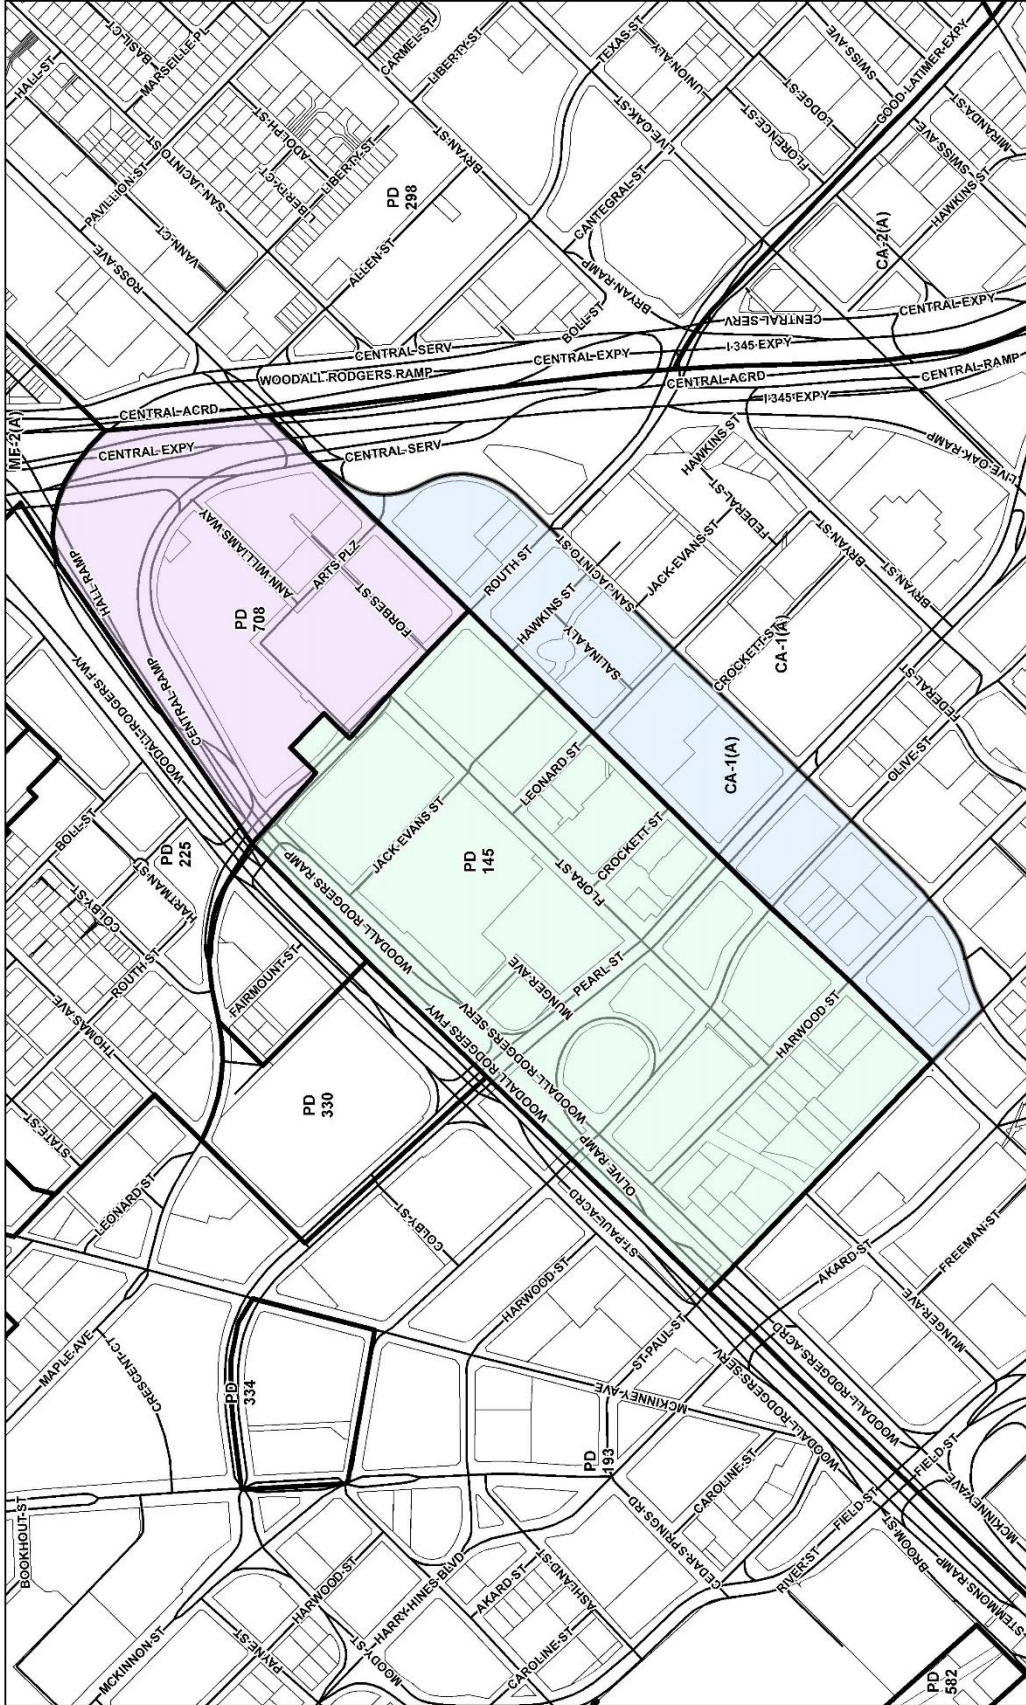 HALL-ST
BASIL-CT
MARSEILLE-PL
CARMEL-ST
LIBERTY-ST
TEXAS-ST
UNION-ALY
SWISS-AVE
GOOD-LATIMER-EXPY
PAVILLION-ST
SAN-JACINTO-ST
ADOLPH-ST
LIBERTY-CT
LIBERTY-ST
BRYAN-ST
LIVE-OAK-ST
LODGE-ST
FLORENCE-ST
MIRANDA-ST
SWISS-AVE
HAWKINS-ST
ROSS-AVE
VANN-CT
PD
298
ALLEN-ST
CANTEGRAL-ST
BRYAN-RAMP
CA-2(A)
BOLL-ST
CENTRAL-SERV
CENTRAL-SERV
CENTRAL-EXPY
WOODALL-RODGERS RAMP
CENTRAL-EXPY
I-345-EXPY
MF-2(A)
CENTRAL-ACRD
CENTRAL-ACRD
CENTRAL-RAMP
I-345-EXPY
CENTRAL-EXPY
CENTRAL-SERV
HAWKINS-ST
LIVE-OAK-RAMP
HALL-RAMP
ANN WILLIAMS-WAY
ARTS-PLZ
FEDERAL-ST
PD
708
FORBES-ST
ROUTH-ST
SAN-JACINTO-ST
JACK-EVANS-ST
BRYAN-ST
BRYAN-ST
WOODALL-RODGERS-FWY
CENTRAL-RAMP
HAWKINS-ST
SALINA-ALY
CROCKETT-ST
CA-1(A)
FEDERAL-ST
BOLL-ST
PD
225
HARTMAN-ST
COLBY-ST
JACK-EVANS-ST
LEONARD-ST
CA-1(A)
OLIVE-ST
ROUTH-ST
THOMAS-AVE
WOODALL-RODGERS RAMP
PD
145
FLORA-ST
CROCKETT-ST
FAIRMOUNT-ST
MUNGER-AVE
PEARL-ST
STATE-ST
PD
330
WOODALL-RODGERS-FWY
WOODALL-RODGERS-SERV
HARWOOD-ST
LEONARD-ST
OLIVE-RAMP
COLBY-ST
ST-PAUL-ACRD
MAPLE-AVE
CRESCENT-CT
HARWOOD-ST
AKARD-ST
FREEMAN-ST
PD
334
ST-PAUL-ST
MUNGER-AVE
MCKINNEY-AVE
WOODALL-RODGERS-SERV
WOODALL-RODGERS-ACRD
BOOKHOUT-ST
PD
193
CAROLINE-ST
FIELD-ST
MCKINNEY-AVE
CEDAR-SPRINGS-RD
FIELD-ST
HARWOOD-ST
HARRY-HINES-BLVD
AKARD-ST
ASHLAND-ST
RIVER-ST
BROOM-ST
STEMMONS-RAMP
MCKINNON-ST
PAYNE-ST
MOODY-ST
CAROLINE-ST
PD
582